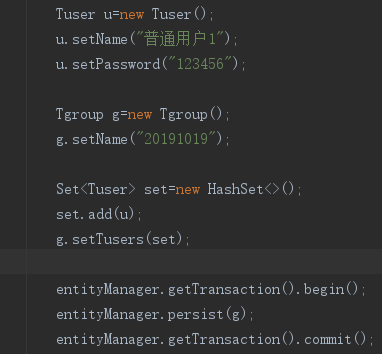 Tuser u=new Tuser();
u.setName("普通用户1");
u.setPassword("123456");
Tgroup g=new Tgroup();
g.setName("20191019");
Set<Tuser> set=new HashSet<>();
set.add(u);
g.setTusers(set);
entityManager.getTransaction().begin();
entityManager.persist(g);
entityManager.getTransaction().commit();